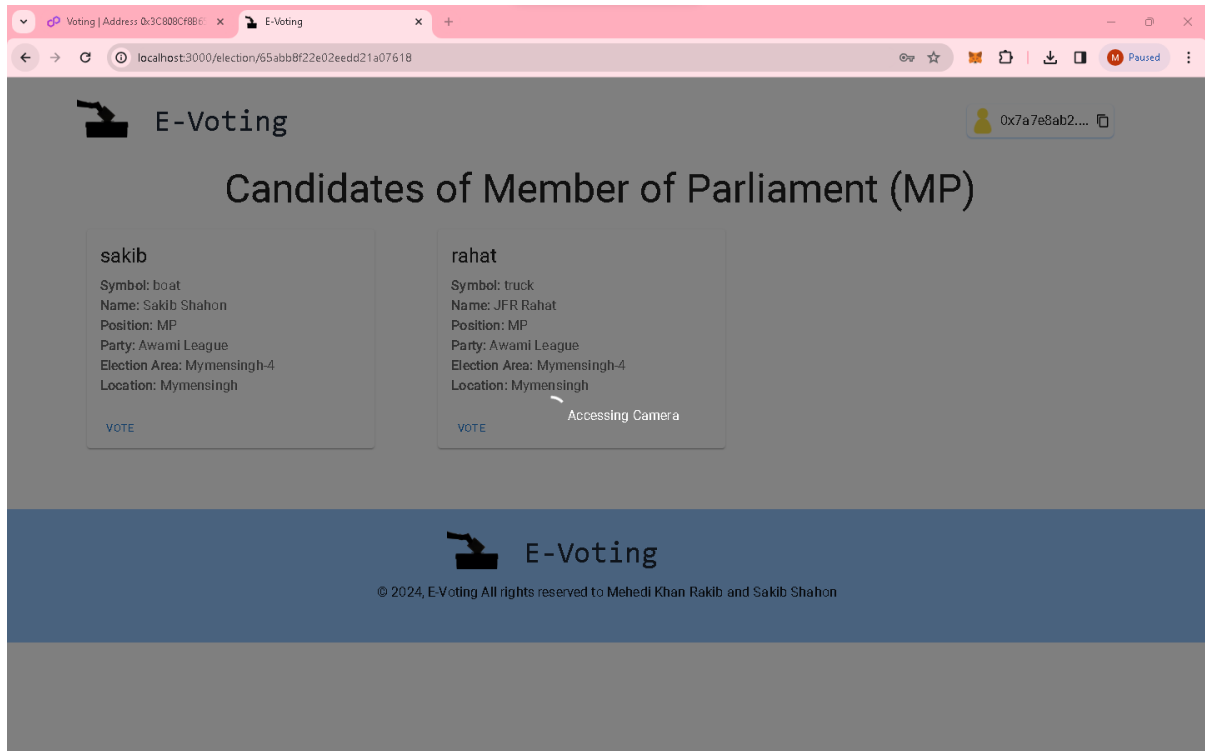 Voting | Address 0x3C808Cf8B6
E-Voting
localhost:3000/election/65abb8f22e02eedd21a07618
M Paused
E-Voting
0x7a7e8ab2....
Candidates of Member of Parliament (MP)
sakib
Symbol: boat
Name: Sakib Shahon
Position: MP
Party: Awami League
Election Area: Mymensingh-4
Location: Mymensingh
VOTE
rahat
Symbol: truck
Name: JFR Rahat
Position: MP
Party: Awami League
Election Area: Mymensingh-4
Location: Mymensingh
VOTE
Accessing Camera
E-Voting
© 2024, E-Voting All rights reserved to Mehedi Khan Rakib and Sakib Shahon